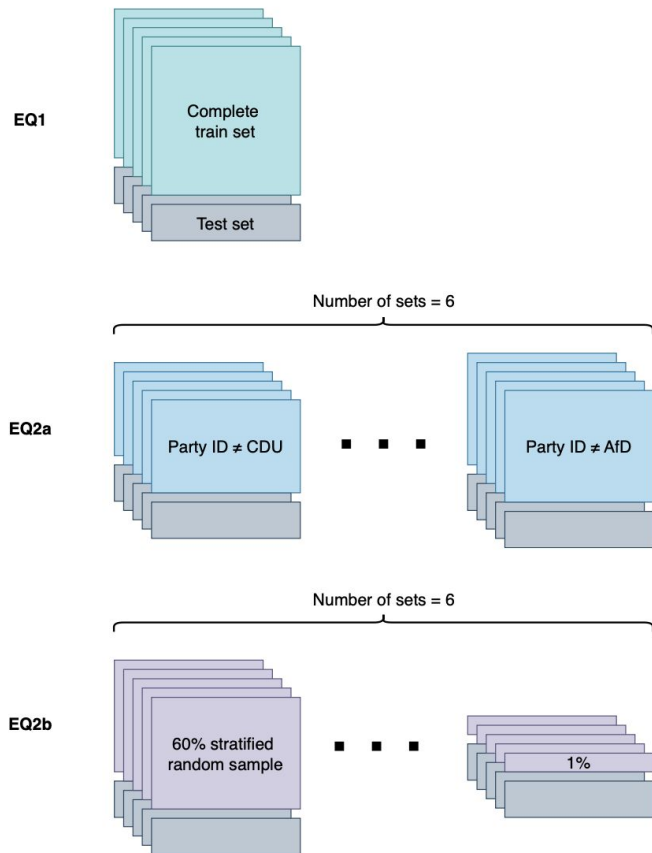 EQ1
Complete
train set
Test set
Number of sets = 6
EQ2a
Party ID ≠ CDU
Party ID ≠ AfD
Number of sets = 6
EQ2b
60% stratified
random sample
1%